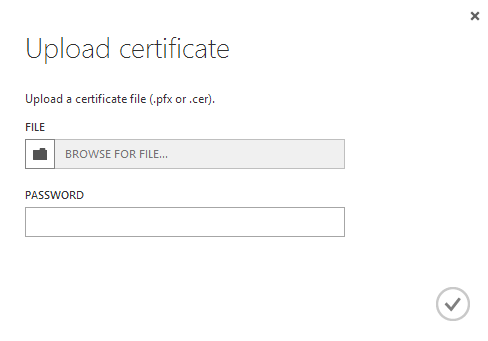 Upload certificate
Upload a certificate file (.pfx or .cer).
FILE
BROWSE FOR FILE...
PASSWORD